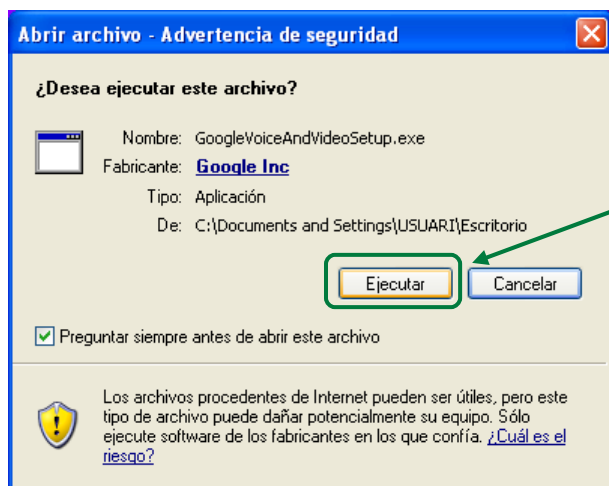 Abrir archivo - Advertencia de seguridad
¿Desea ejecutar este archivo?
Nombre: GoogleVoiceAndVideoSetup.exe
Fabricante: Google Inc
Tipo: Aplicación
De: C:\Documents and Settings\USUARI\Escritorio
Ejecutar Cancelar
Preguntar siempre antes de abrir este archivo
Los archivos procedentes de Internet pueden ser útiles, pero este
tipo de archivo puede dañar potencialmente su equipo. Sólo
ejecute software de los fabricantes en los que confía. ¿Cuál es el
riesgo?